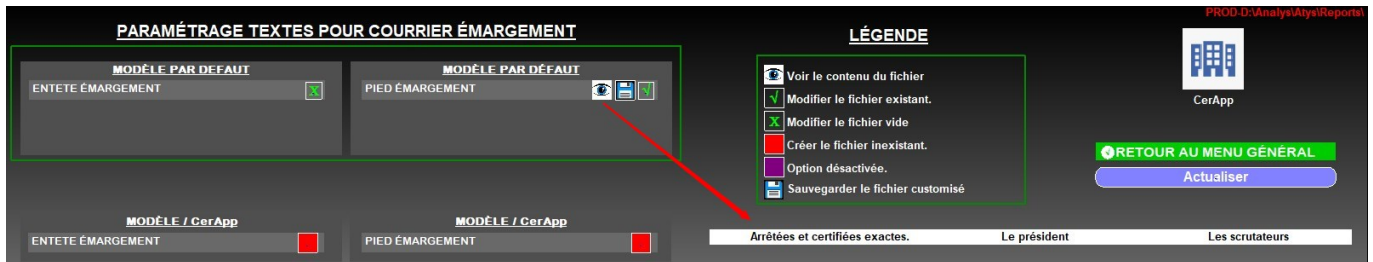 PROD-D:\Analys\Atys\Reports\
PARAMÉTRAGE TEXTES POUR COURRIER ÉMARGEMENT
MODÈLE PAR DEFAUT
ENTETE ÉMARGEMENT
X
MODÈLE PAR DÉFAUT
PIED ÉMARGEMENT
√
LÉGENDE
Voir le contenu du fichier
√ Modifier le fichier existant.
X Modifier le fichier vide
Créer le fichier inexistant.
Option désactivée.
Sauvegarder le fichier customisé
CerApp
RETOUR AU MENU GÉNÉRAL
Actualiser
MODÈLE / CerApp
ENTETE ÉMARGEMENT
MODÈLE / CerApp
PIED ÉMARGEMENT
Arrêtées et certifiées exactes. Le président Les scrutateurs